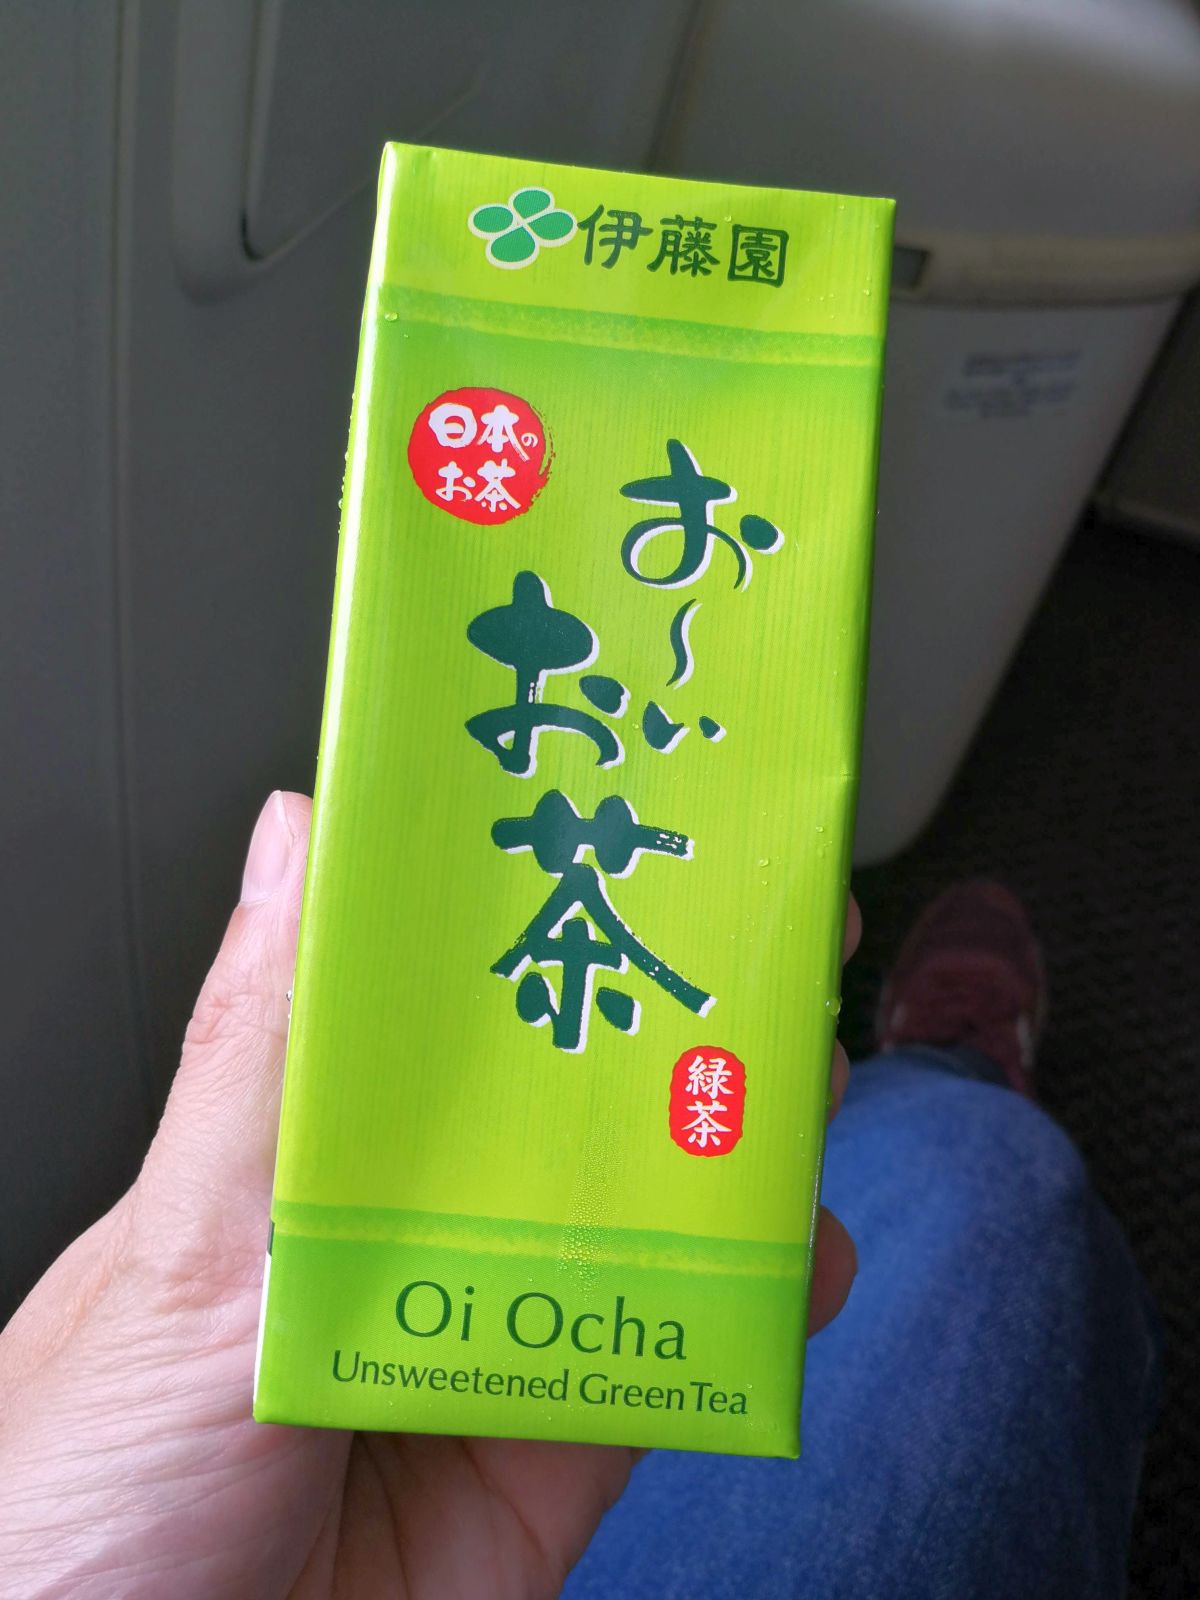 伊藤園
日本の
お茶
お～い
お茶
緑茶
Oi Ocha
Unsweetened Green Tea